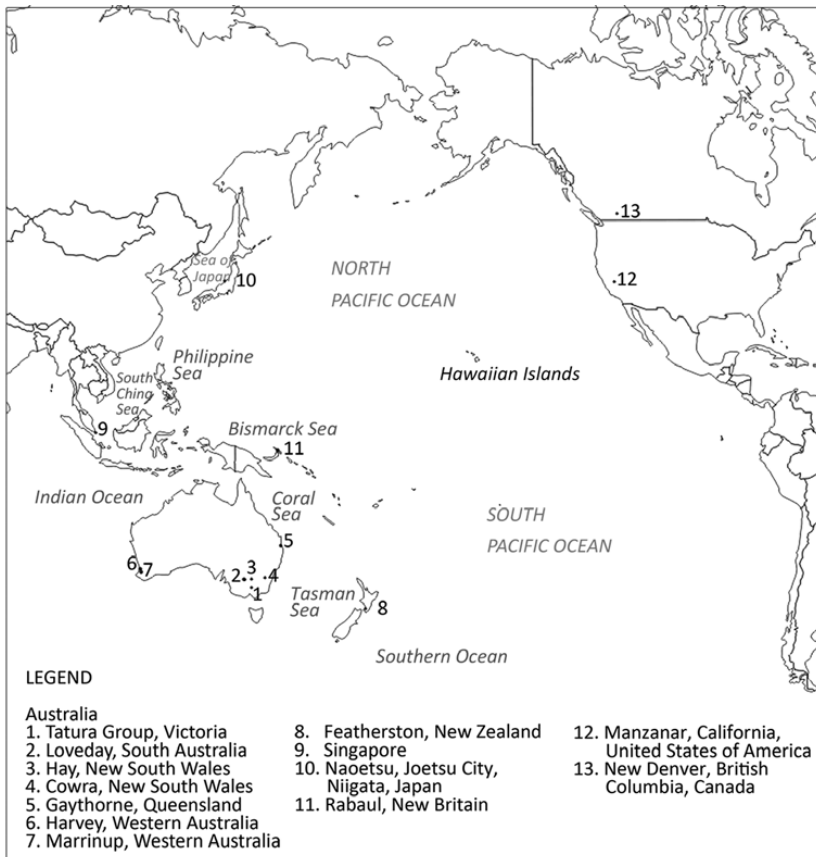 13
Sea of
Japan
10
NORTH
PACIFIC OCEAN
12
Philippine
Sea
South
Ching
Sea
Hawaiian Islands
9
Bismarck Sea
11
Indian Ocean
Coral
Sea
SOUTH
PACIFIC OCEAN
5
6
7
2
3
4
1
Tasman
Sea
8
Southern Ocean
LEGEND
Australia
1. Tatura Group, Victoria
2. Loveday, South Australia
3. Hay, New South Wales
4. Cowra, New South Wales
5. Gaythorne, Queensland
6. Harvey, Western Australia
7. Marrinup, Western Australia
8. Featherston, New Zealand
9. Singapore
10. Naoetsu, Joetsu City,
Niigata, Japan
11. Rabaul, New Britain
12. Manzanar, California,
United States of America
13. New Denver, British
Columbia, Canada